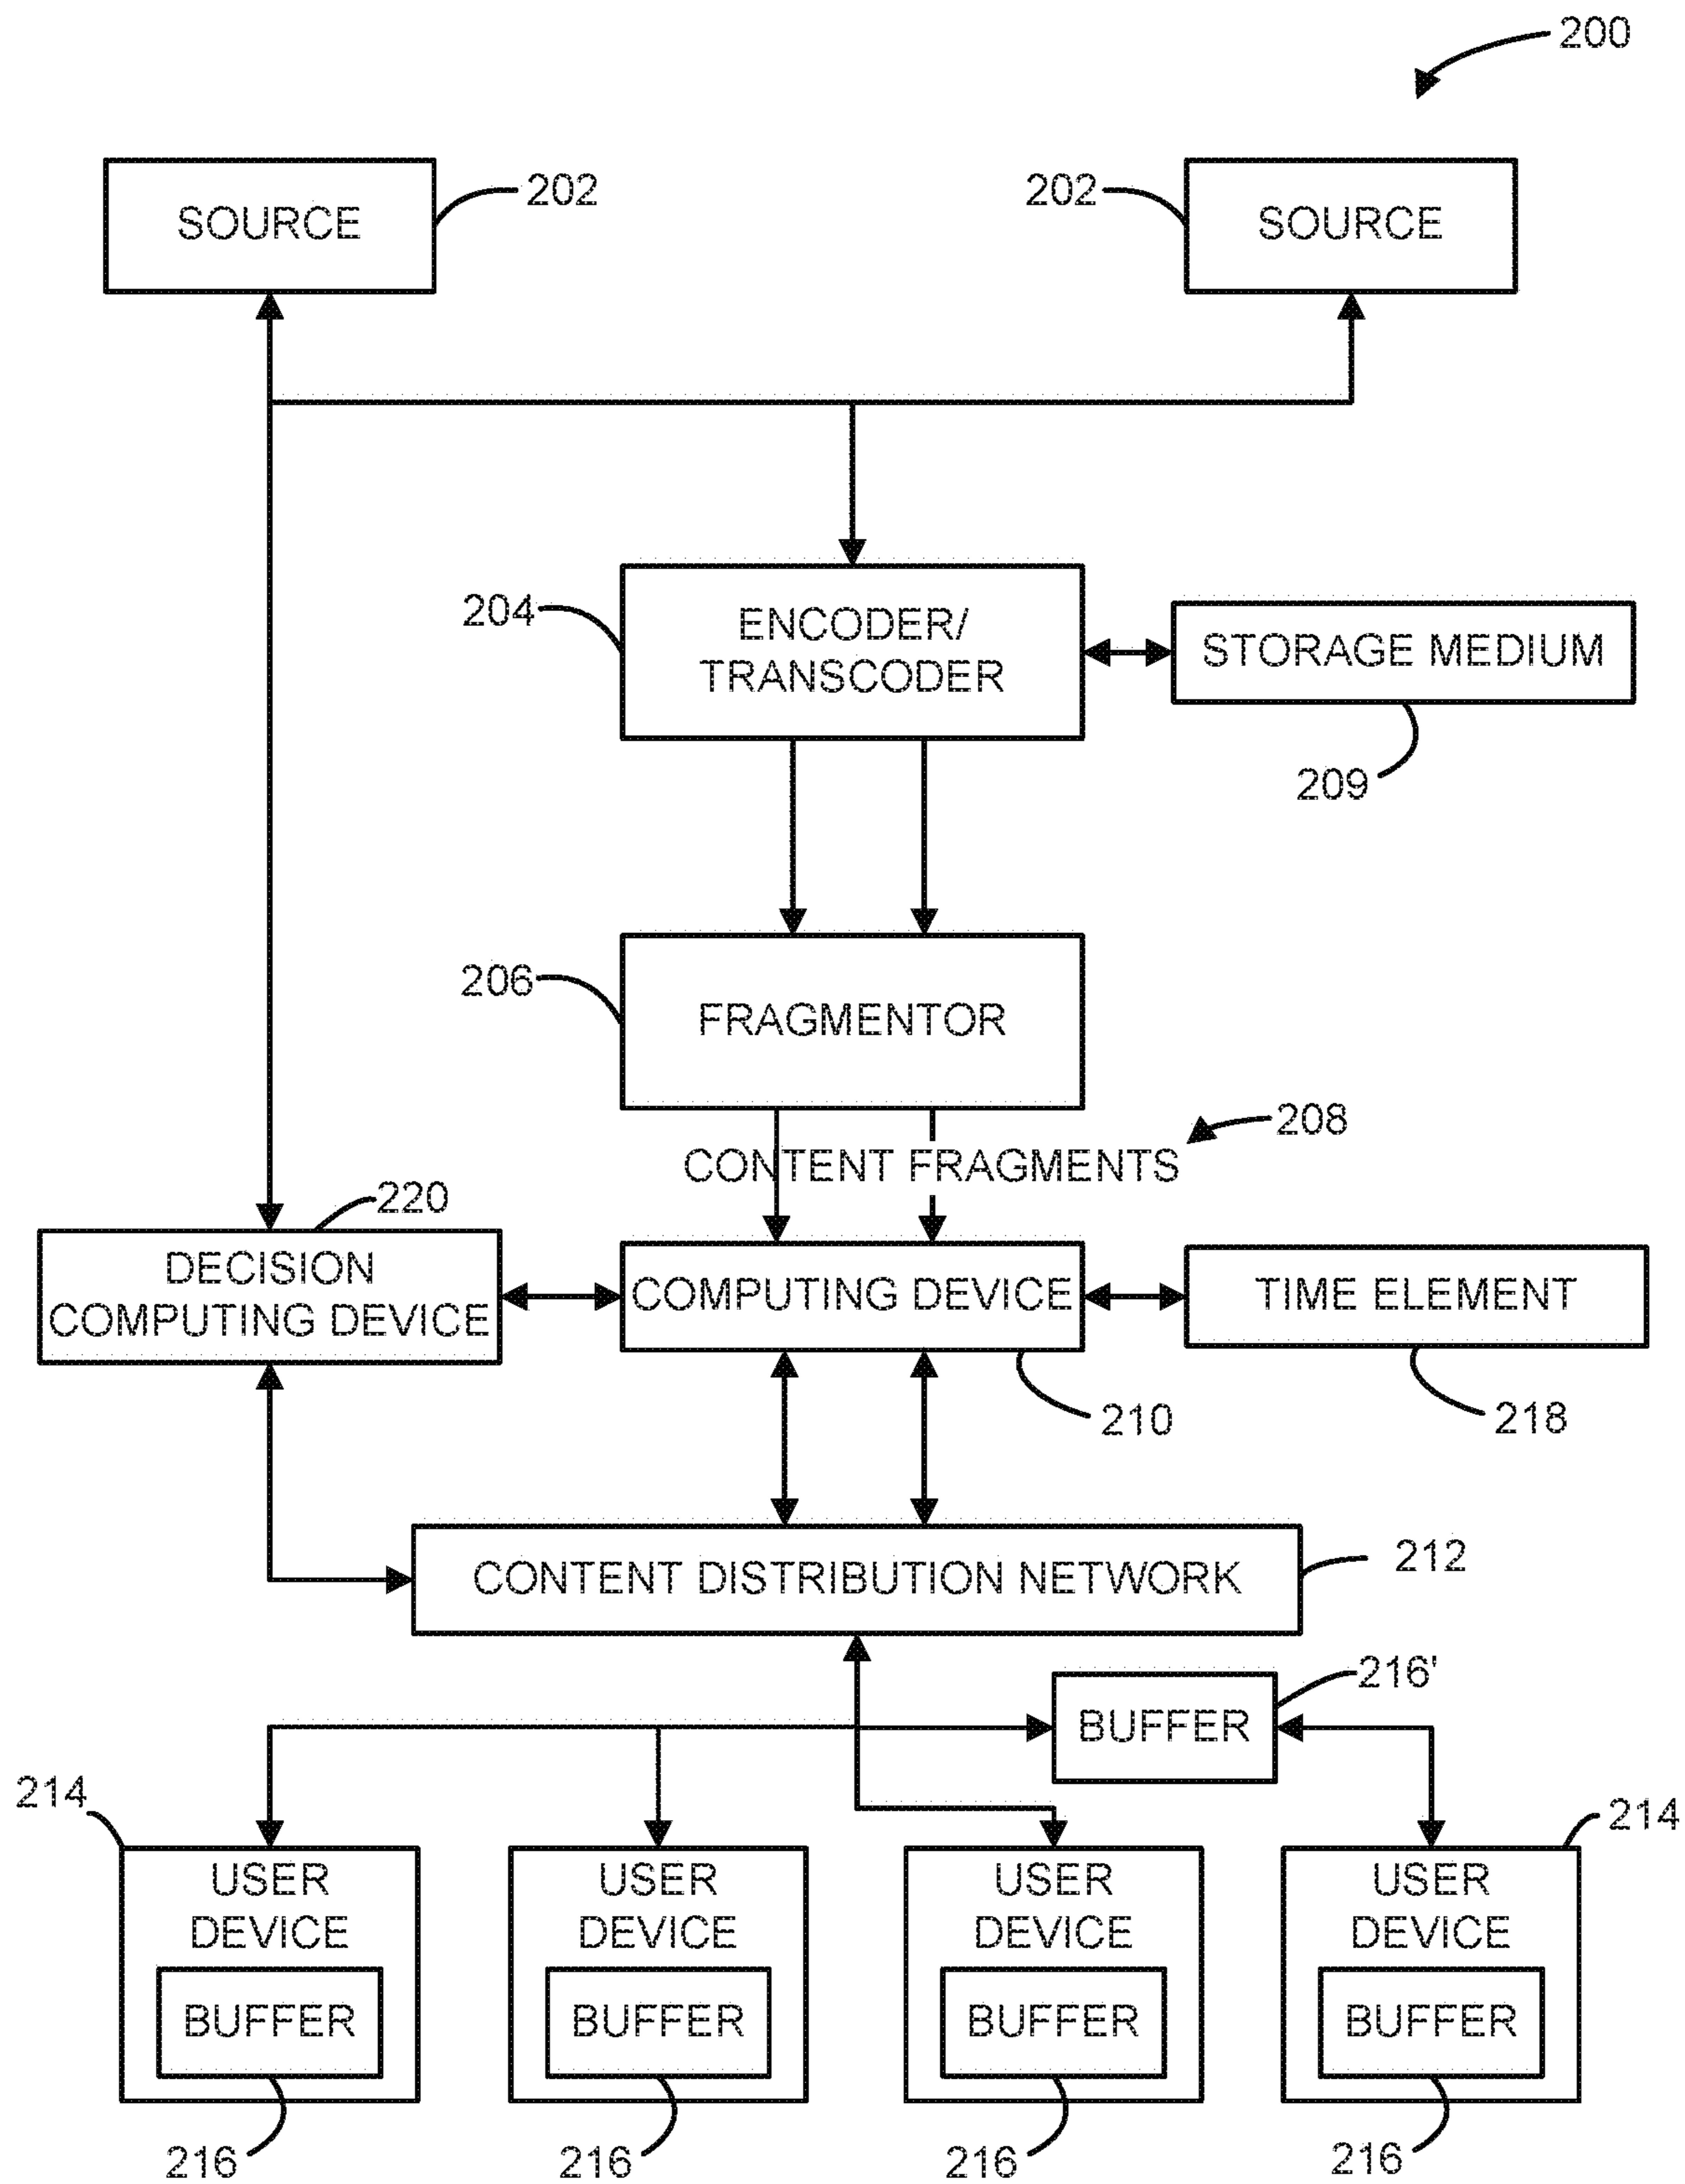 200
SOURCE
202
202
SOURCE
204
ENCODER/
TRANSCODER
STORAGE MEDIUM
209
206
FRAGMENTOR
208
CONTENT FRAGMENTS
220
DECISION
COMPUTING DEVICE
COMPUTING DEVICE
TIME ELEMENT
210
218
CONTENT DISTRIBUTION NETWORK
212
216'
BUFFER
214
214
USER
DEVICE
BUFFER
216
USER
DEVICE
BUFFER
216
USER
DEVICE
BUFFER
216
USER
DEVICE
BUFFER
216